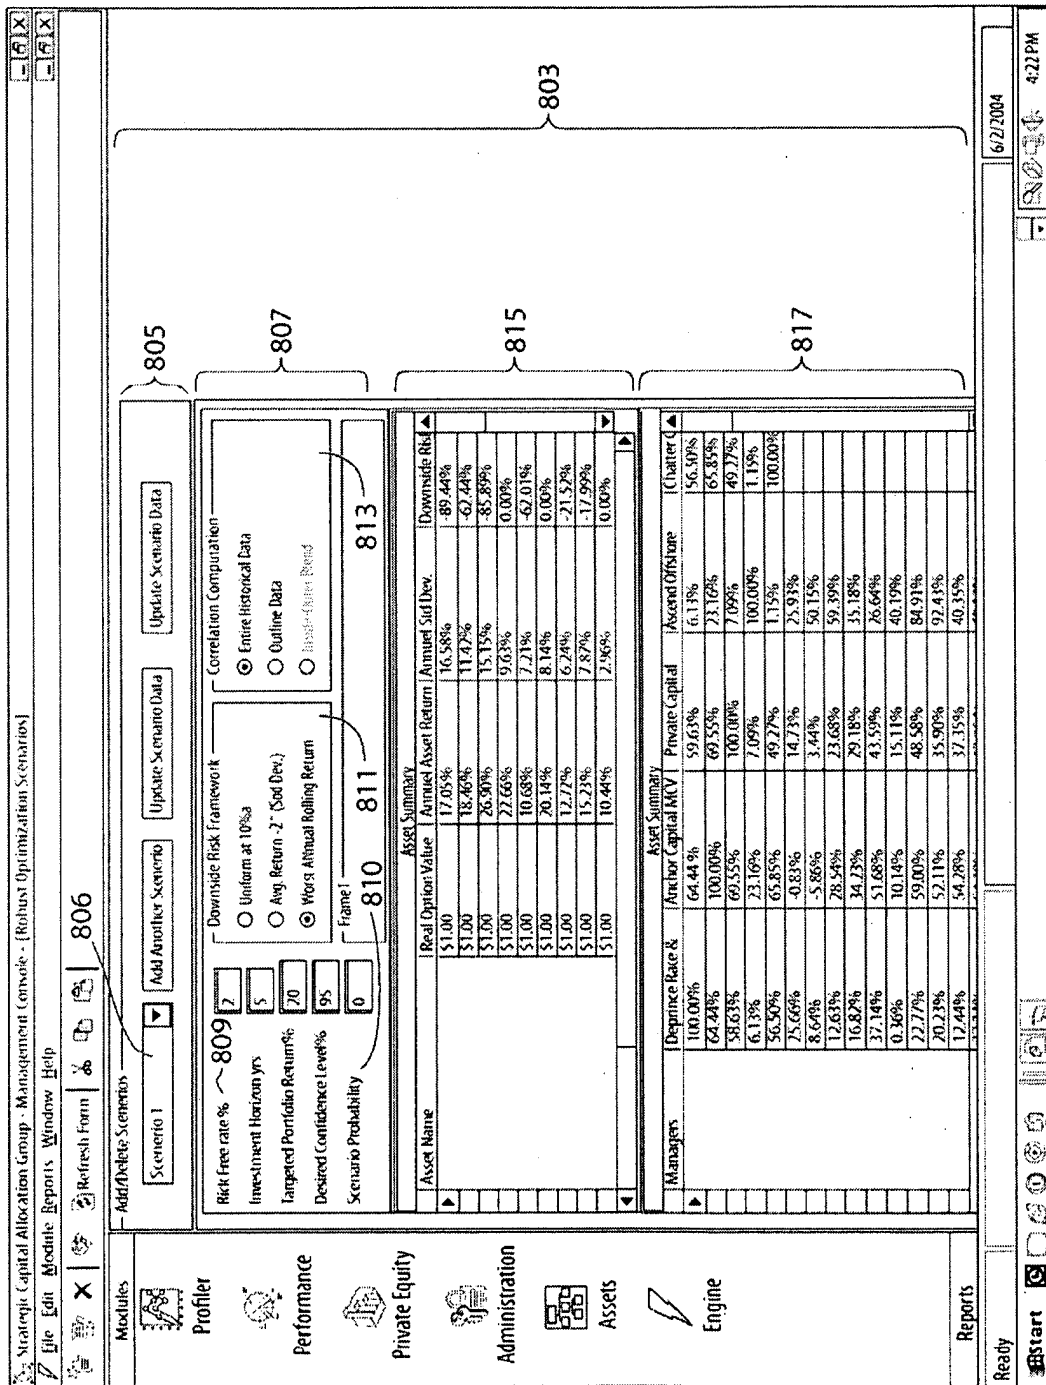 Strategic Capital Allocation Group - Management Console - [Robust Optimization Scenarios]
File Edit Module Reports Window Help
Refresh Form
806
Modules
Profiler
Performance
Private Equity
Administration
Assets
Engine
Reports
Add/Delete Scenerios
Scenerio 1
Add Another Scenerio
Update Scenario Data
Update Scenario Data
805
803
Rick Free rate %
809
2
Investment Horizon yrs
5
Targeted Portfolio Return%
20
Desired Confidence Level%
95
Scenario Probability
0
Downside Risk Framework
Uniform at 10%a
Avg. Return -2 * (Sod Dev.)
Worst Annual Rolling Return
Correlation Computation
Entire Historical Data
Outline Data
Frame1
810
811
813
807
Asset Summary
Asset Name Real Option Value Annuel Asset Return Annuel Std Dev. Downside Ris
$1.00 17.05% 16.58% -89.44%
$1.00 18.46% 11.42% -62.44%
$1.00 26.90% 15.15% -85.89%
$1.00 22.66% 9.63% 0.00%
$1.00 10.68% 7.21% -62.01%
$1.00 20.14% 8.14% 0.00%
$1.00 12.72% 6.24% -21.52%
$1.00 15.23% 7.87% -17.99%
$1.00 10.44% 2.96% 0.00%
815
Asset Summary
Managers Deprince Race & Anchor Capital MCV Private Capital Ascend Offshore Chatter
100.00% 64.44% 59.63% 6.13% 56.50%
64.44% 100.00% 69.55% 23.16% 65.85%
58.63% 69.55% 100.00% 7.09% 49.27%
6.13% 23.16% 7.09% 100.00% 1.15%
56.50% 65.85% 49.27% 1.15% 100.00%
25.66% -0.83% 14.73% 25.93%
8.64% -5.86% 3.44% 50.15%
12.63% 28.54% 23.68% 59.39%
16.82% 34.23% 29.18% 35.18%
37.14% 51.68% 43.59% 26.64%
0.36% 10.14% 15.11% 40.19%
22.77% 59.00% 48.58% 84.91%
20.23% 52.11% 35.90% 92.43%
12.44% 54.28% 37.35% 40.35%
817
Ready
6/2/2004
Start
4:22 PM